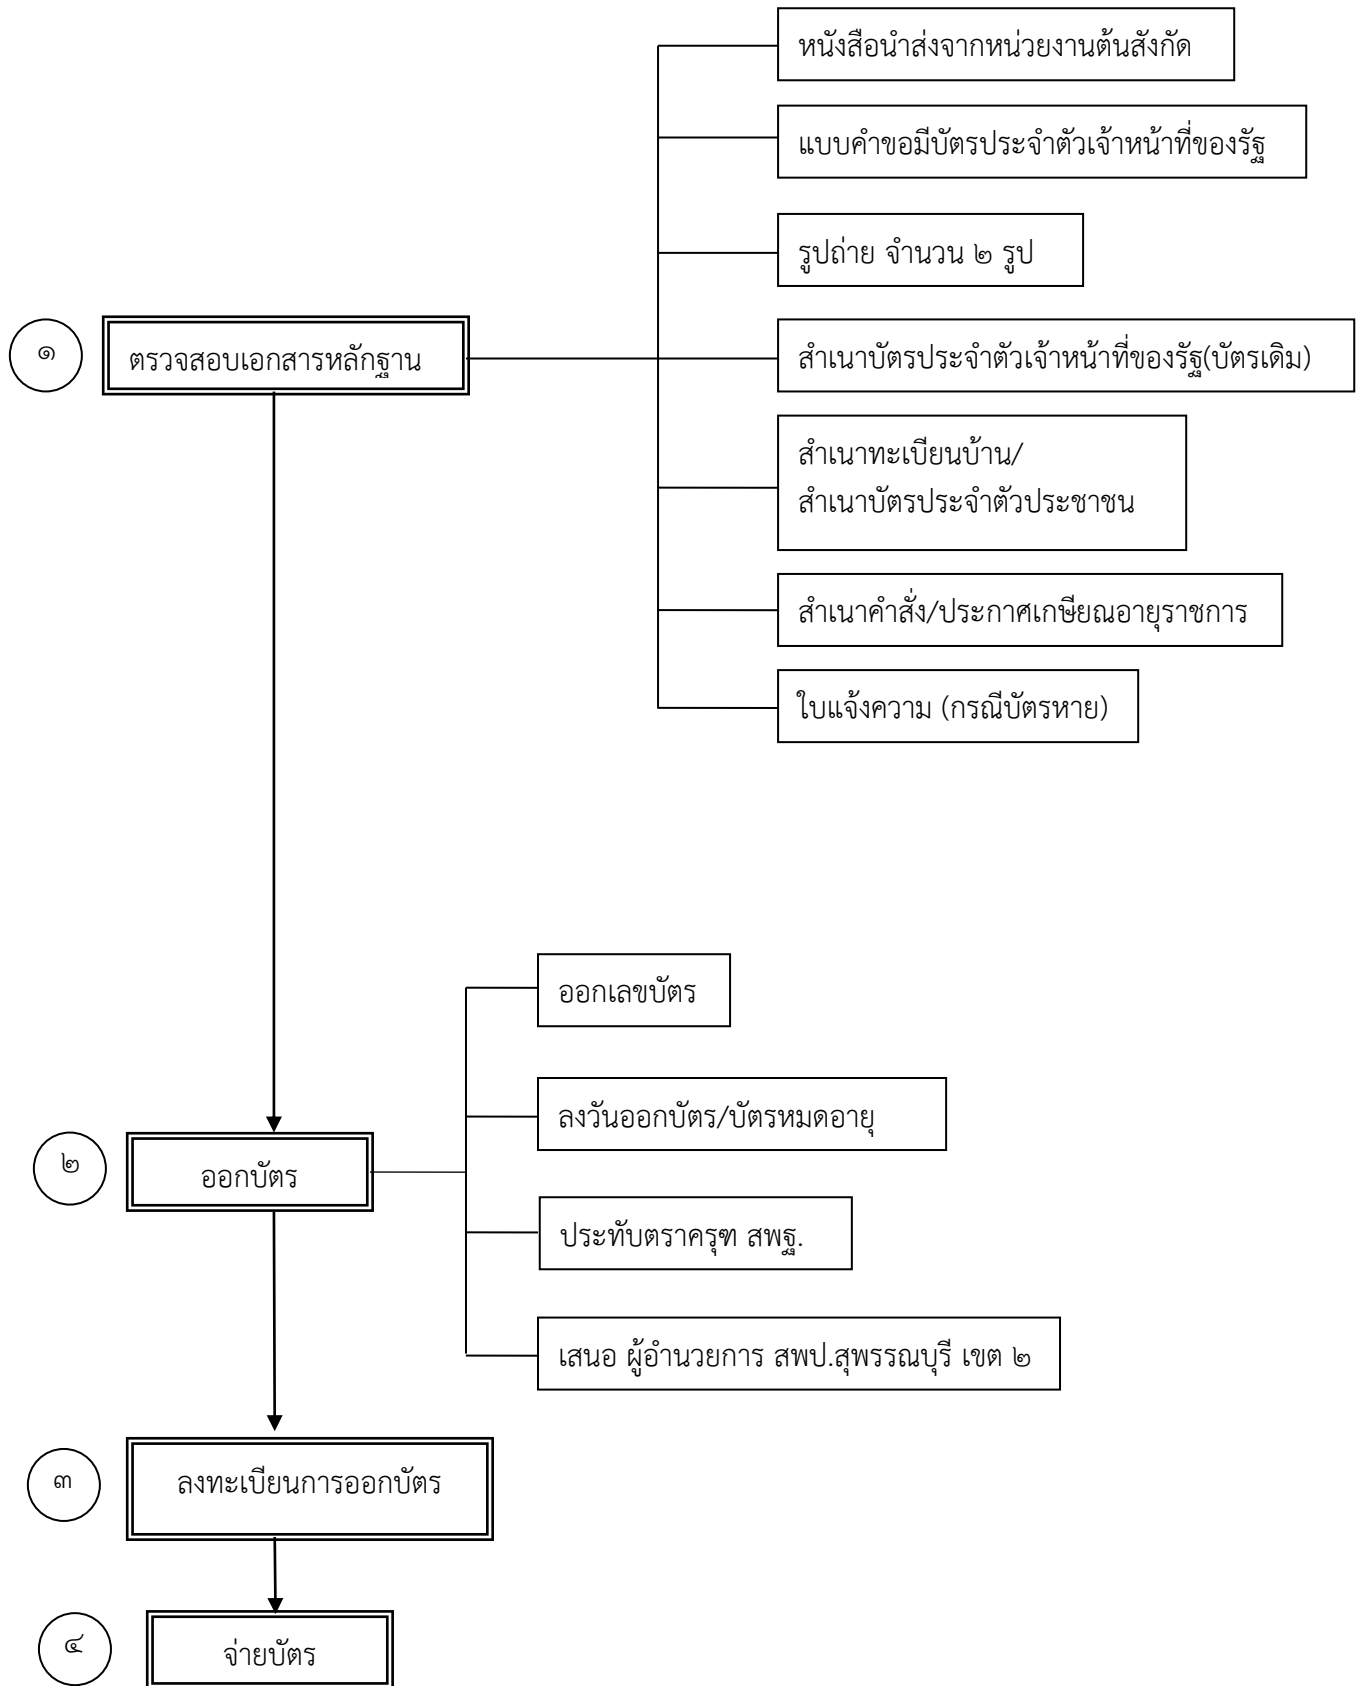 หนังสือนำส่งจากหน่วยงานต้นสังกัด
แบบคำขอมีบัตรประจำตัวเจ้าหน้าที่ของรัฐ
รูปถ่าย จำนวน ๒ รูป
๑
ตรวจสอบเอกสารหลักฐาน
สำเนาบัตรประจำตัวเจ้าหน้าที่ของรัฐ(บัตรเดิม)
สำเนาทะเบียนบ้าน/
สำเนาบัตรประจำตัวประชาชน
สำเนาคำสั่ง/ประกาศเกษียณอายุราชการ
ใบแจ้งความ (กรณีบัตรหาย)
ออกเลขบัตร
ลงวันออกบัตร/บัตรหมดอายุ
๒
ออกบัตร
ประทับตราครุฑ สพฐ.
เสนอ ผู้อำนวยการ สพป.สุพรรณบุรี เขต ๒
๓
ลงทะเบียนการออกบัตร
๔
จ่ายบัตร